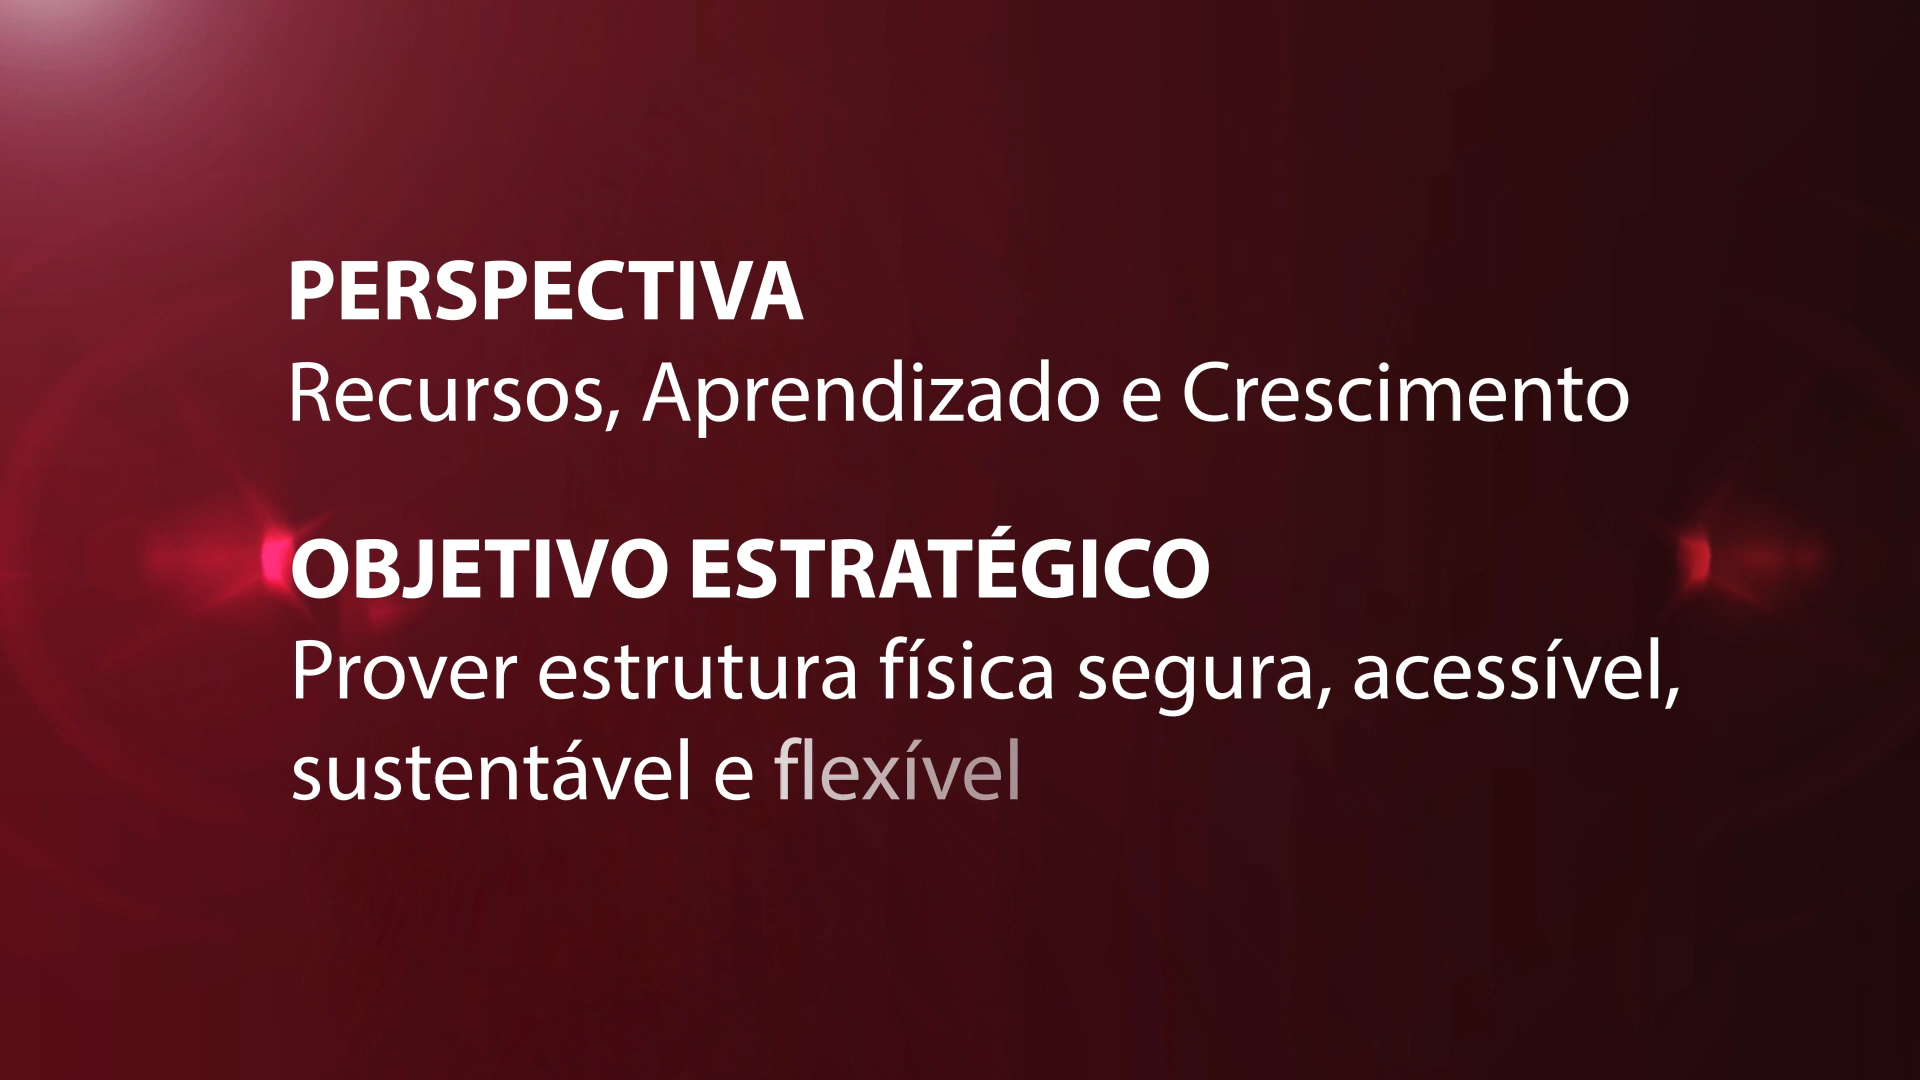 PERSPECTIVA
Recursos, Aprendizado e Crescimento
OBJETIVO ESTRATÉGICO
Prover estrutura física segura, acessível,
sustentável e flexível